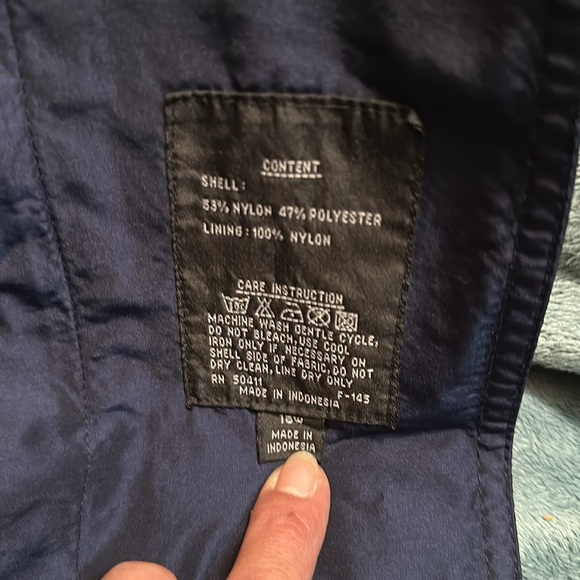 CONTENT
SHELL:
53% NYLON 47% POLYESTER
LINING: 100% NYLON
CARE INSTRUCTION
MACHINE WASH GENTLE CYCLE,
DO NOT BLEACH, USE COOL
IRON ONLY IF NECESSARY ON
SHELL SIDE OF FABRIC, DO NOT
DRY CLEAN, LINE DRY ONLY
RN 50411 F-145
MADE IN INDONESIA
MADE IN
INDONESIA